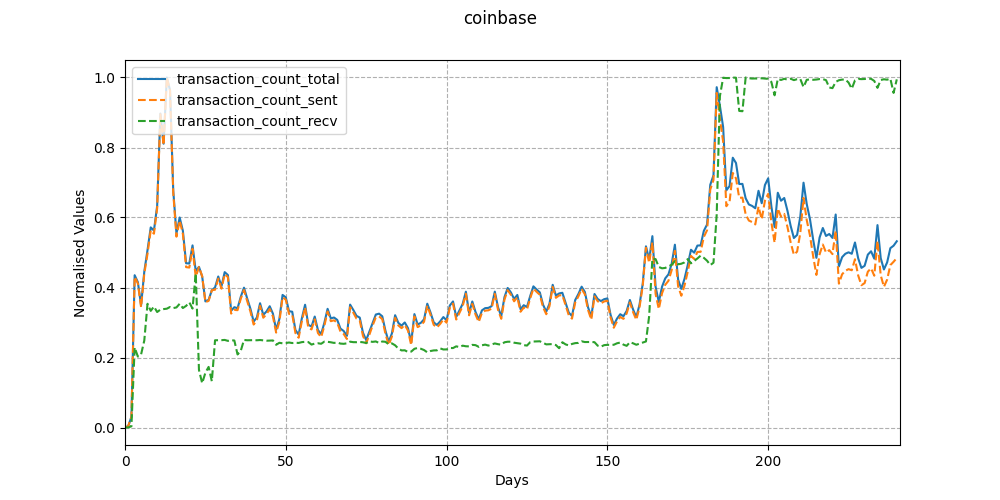 coinbase
transaction_count_total
transaction_count_sent
transaction_count_recv
Normalised Values
1.0
0.8
0.6
0.4
0.2
0.0
0
50
100
150
200
Days